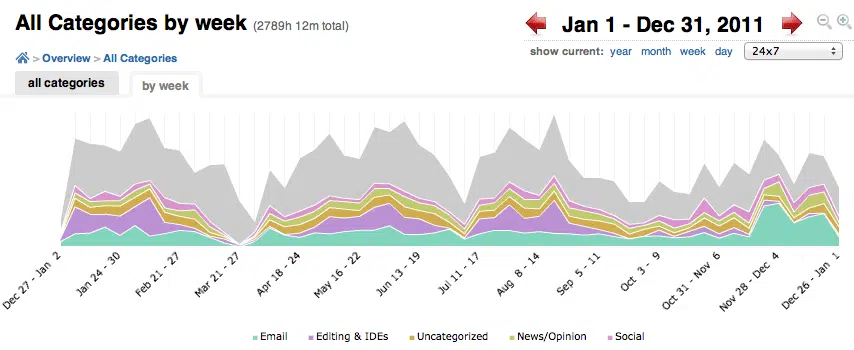 All Categories by week (2789h 12m total)
Jan 1 - Dec 31, 2011
show current: year month week day 24x7
> Overview > All Categories
all categories
by week
Dec 27 - Jan 2
Jan 24 - 30
Feb 21 - 27
Mar 21 - 27
Apr 18 - 24
May 16 - 22
Jun 13 - 19
Jul 11 - 17
Aug 8 - 14
Sep 5 - 11
Oct 3 - 9
Oct 31 - Nov 6
Nov 28 - Dec 4
Dec 26 - Jan 1
Email Editing & IDEs Uncategorized News/Opinion Social